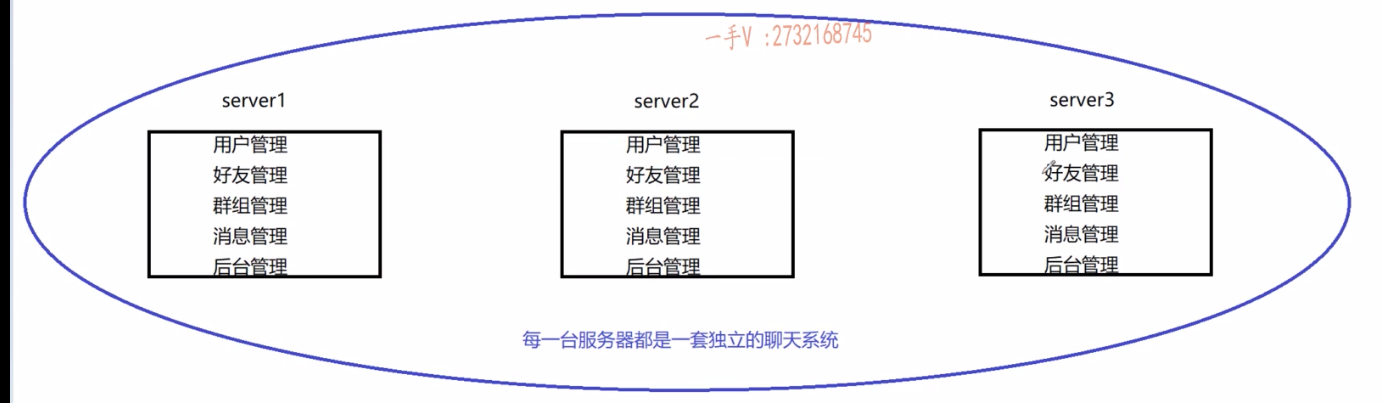 一手V :2732168745
server1
用户管理
好友管理
群组管理
消息管理
后台管理
server2
用户管理
好友管理
群组管理
消息管理
后台管理
server3
用户管理
好友管理
群组管理
消息管理
后台管理
每一台服务器都是一套独立的聊天系统